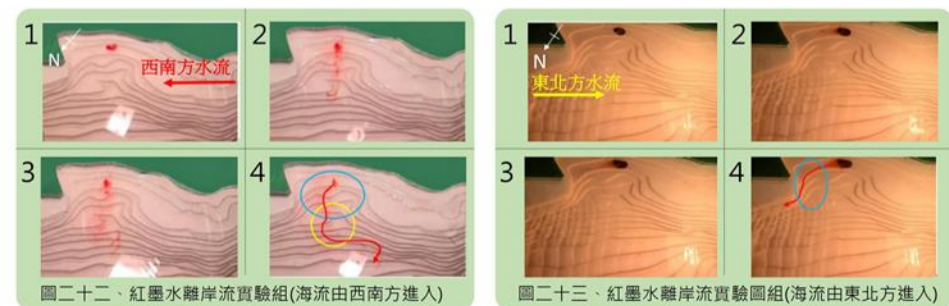 1
N
西南方水流
2
3
4
圖二十二、紅墨水離岸流實驗組(海流由西南方進入)
1
N
東北方水流
2
3
4
圖二十三、紅墨水離岸流實驗圖組(海流由東北方進入)